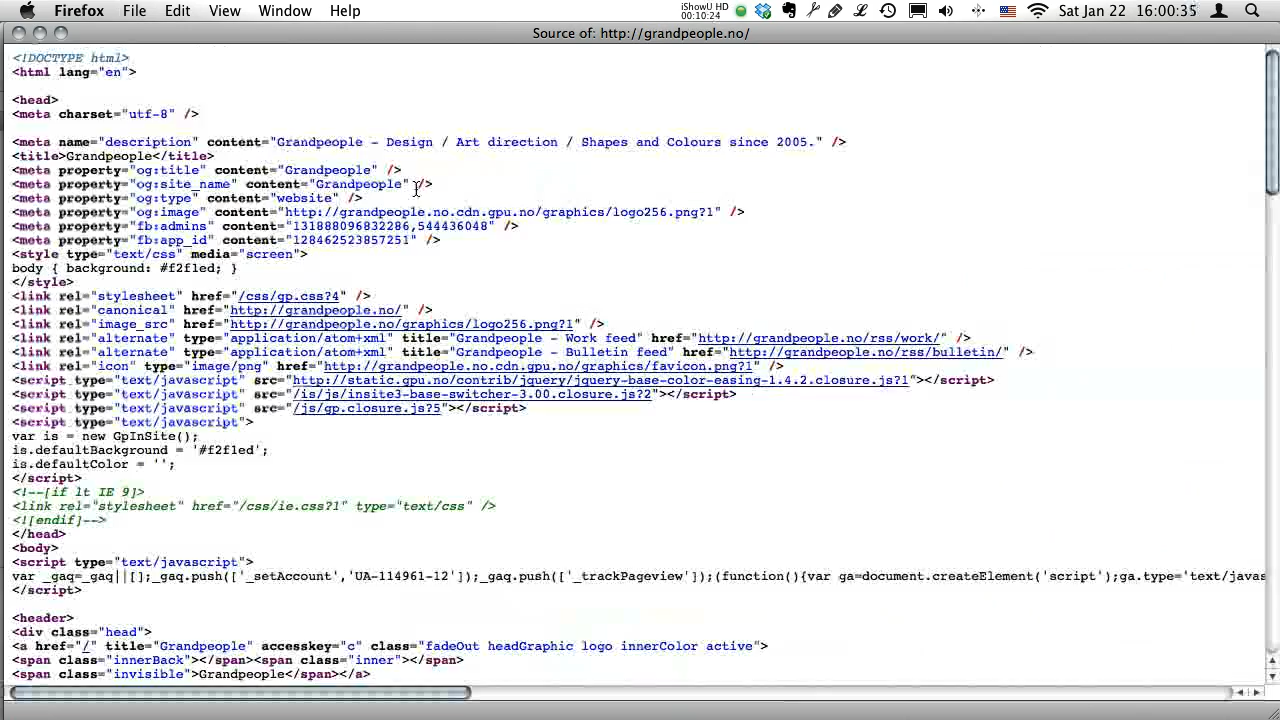 Firefox File Edit View Window Help iShowU HD 00:10:24 Sat Jan 22 16:00:35
Source of: http://grandpeople.no/
<!DOCTYPE html>
<html lang="en">
<head>
<meta charset="utf-8" />
<meta name="description" content="Grandpeople - Design / Art direction / Shapes and Colours since 2005." />
<title>Grandpeople</title>
<meta property="og:title" content="Grandpeople" />
<meta property="og:site_name" content="Grandpeople" />
<meta property="og:type" content="website" />
<meta property="og:image" content="http://grandpeople.no.cdn.gpu.no/graphics/logo256.png?1" />
<meta property="fb:admins" content="131888096832286,544436048" />
<meta property="fb:app_id" content="128462523857251" />
<style type="text/css" media="screen">
body { background: #f2f1ed; }
</style>
<link rel="stylesheet" href="/css/gp.css?4" />
<link rel="canonical" href="http://grandpeople.no/" />
<link rel="image_src" href="http://grandpeople.no/graphics/logo256.png?1" />
<link rel="alternate" type="application/atom+xml" title="Grandpeople - Work feed" href="http://grandpeople.no/rss/work/" />
<link rel="alternate" type="application/atom+xml" title="Grandpeople - Bulletin feed" href="http://grandpeople.no/rss/bulletin/" />
<link rel="icon" type="image/png" href="http://grandpeople.no.cdn.gpu.no/graphics/favicon.png?1" />
<script type="text/javascript" src="http://static.gpu.no/contrib/jquery/jquery-base-color-easing-1.4.2.closure.js?1"></script>
<script type="text/javascript" src="/is/js/insite3-base-switcher-3.00.closure.js?2"></script>
<script type="text/javascript" src="/js/gp.closure.js?5"></script>
<script type="text/javascript">
var is = new GpInSite();
is.defaultBackground = '#f2f1ed';
is.defaultColor = '';
</script>
<!--[if lt IE 9]>
<link rel="stylesheet" href="/css/ie.css?1" type="text/css" />
<![endif]-->
</head>
<body>
<script type="text/javascript">
var _gaq=_gaq||[];_gaq.push(['_setAccount','UA-114961-12']);_gaq.push(['_trackPageview']);(function(){var ga=document.createElement('script');ga.type='text/javas
</script>
<header>
<div class="head">
<a href="/" title="Grandpeople" accesskey="c" class="fadeOut headGraphic logo innerColor active">
<span class="innerBack"></span><span class="inner"></span>
<span class="invisible">Grandpeople</span></a>